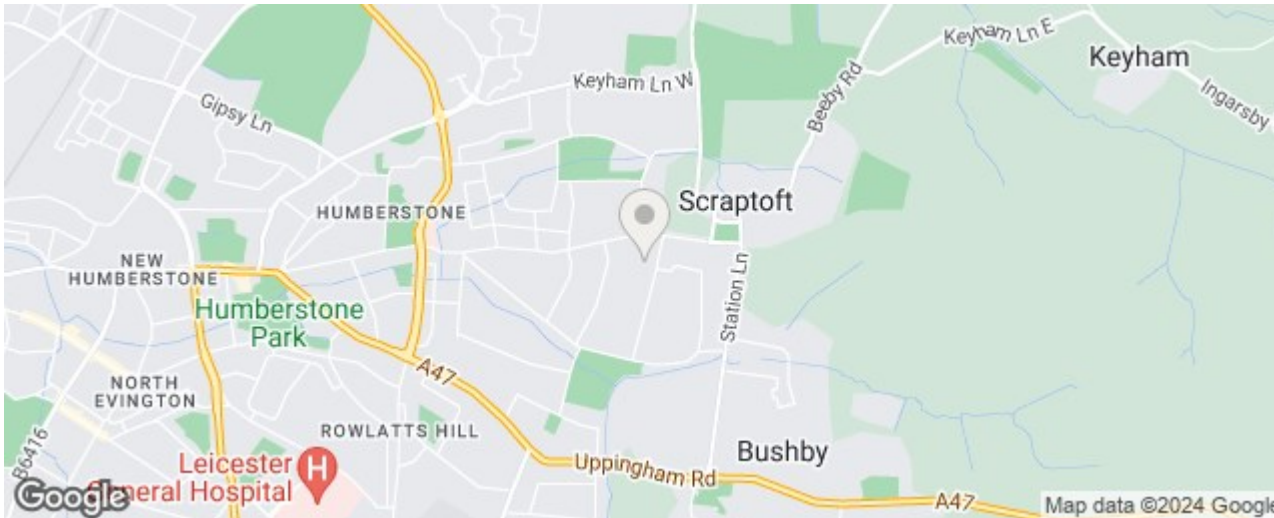 Keyham Ln E
Keyham
Ingarsby
Keyham Ln W
Beeby Rd
Gipsy Ln
Scraptoft
HUMBERSTONE
NEW
HUMBERSTONE
Station Ln
Humberstone
Park
A47
NORTH
EVINGTON
ROWLATTS HILL
B6416
Bushby
Leicester
General Hospital
H
Uppingham Rd
A47
Google
Map data ©2024 Google